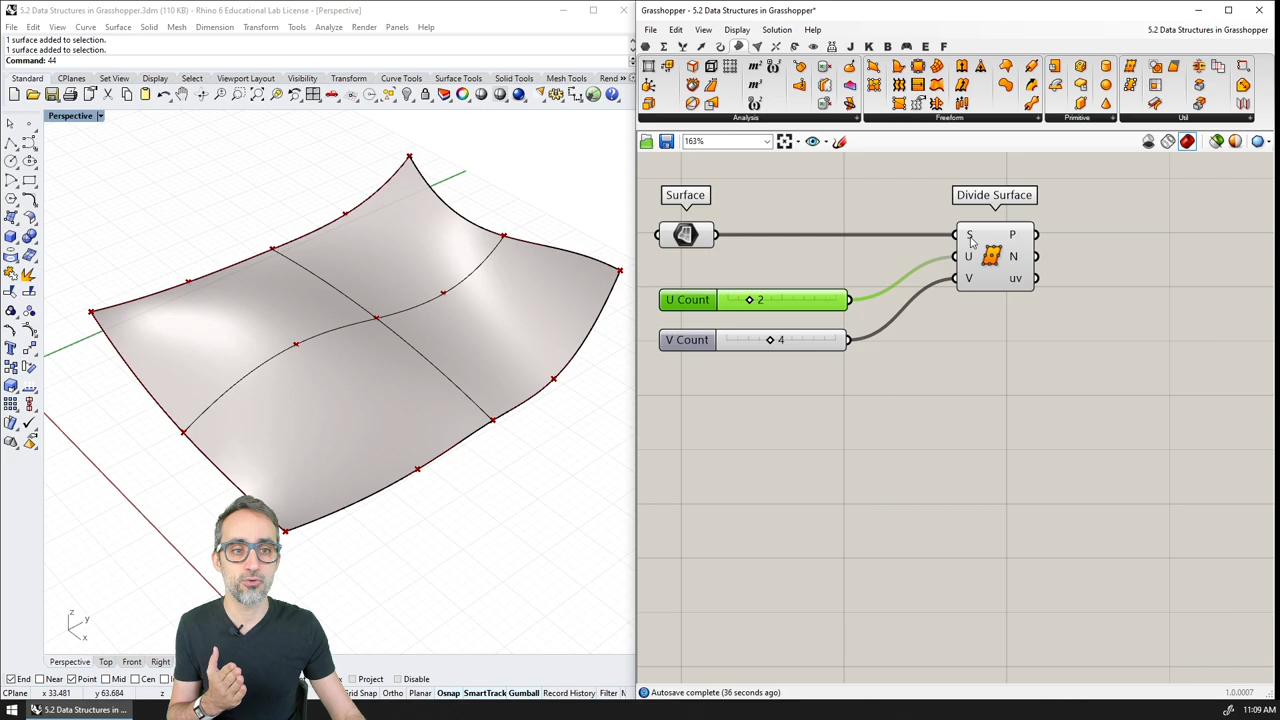 5.2 Data Structures in Grasshopper.3dm (110 KB) - Rhino 6 Educational Lab License - [Perspective]
File Edit View Curve Surface Solid Mesh Dimension Transform Tools Analyze Render Panels Help
1 surface added to selection.
1 surface added to selection.
Command: 44
Standard CPlanes Set View Display Select Viewport Layout Visibility Transform Curve Tools Surface Tools Solid Tools Mesh Tools Rend
Perspective
z
y
x
Perspective Top Front Right
End Near Point Mid Cen Project Disable
CPlane x 33.481 y 63.684 z Grid Snap Ortho Planar Osnap SmartTrack Gumball Record History Filter
5.2 Data Structures in ...
Grasshopper - 5.2 Data Structures in Grasshopper*
File Edit View Display Solution Help
5.2 Data Structures in Grasshopper*
Analysis Freeform Primitive Util
163%
Surface
Divide Surface
S P
U N
V uv
U Count 2
V Count 4
Autosave complete (36 seconds ago)
1.0.0007
11:09 AM